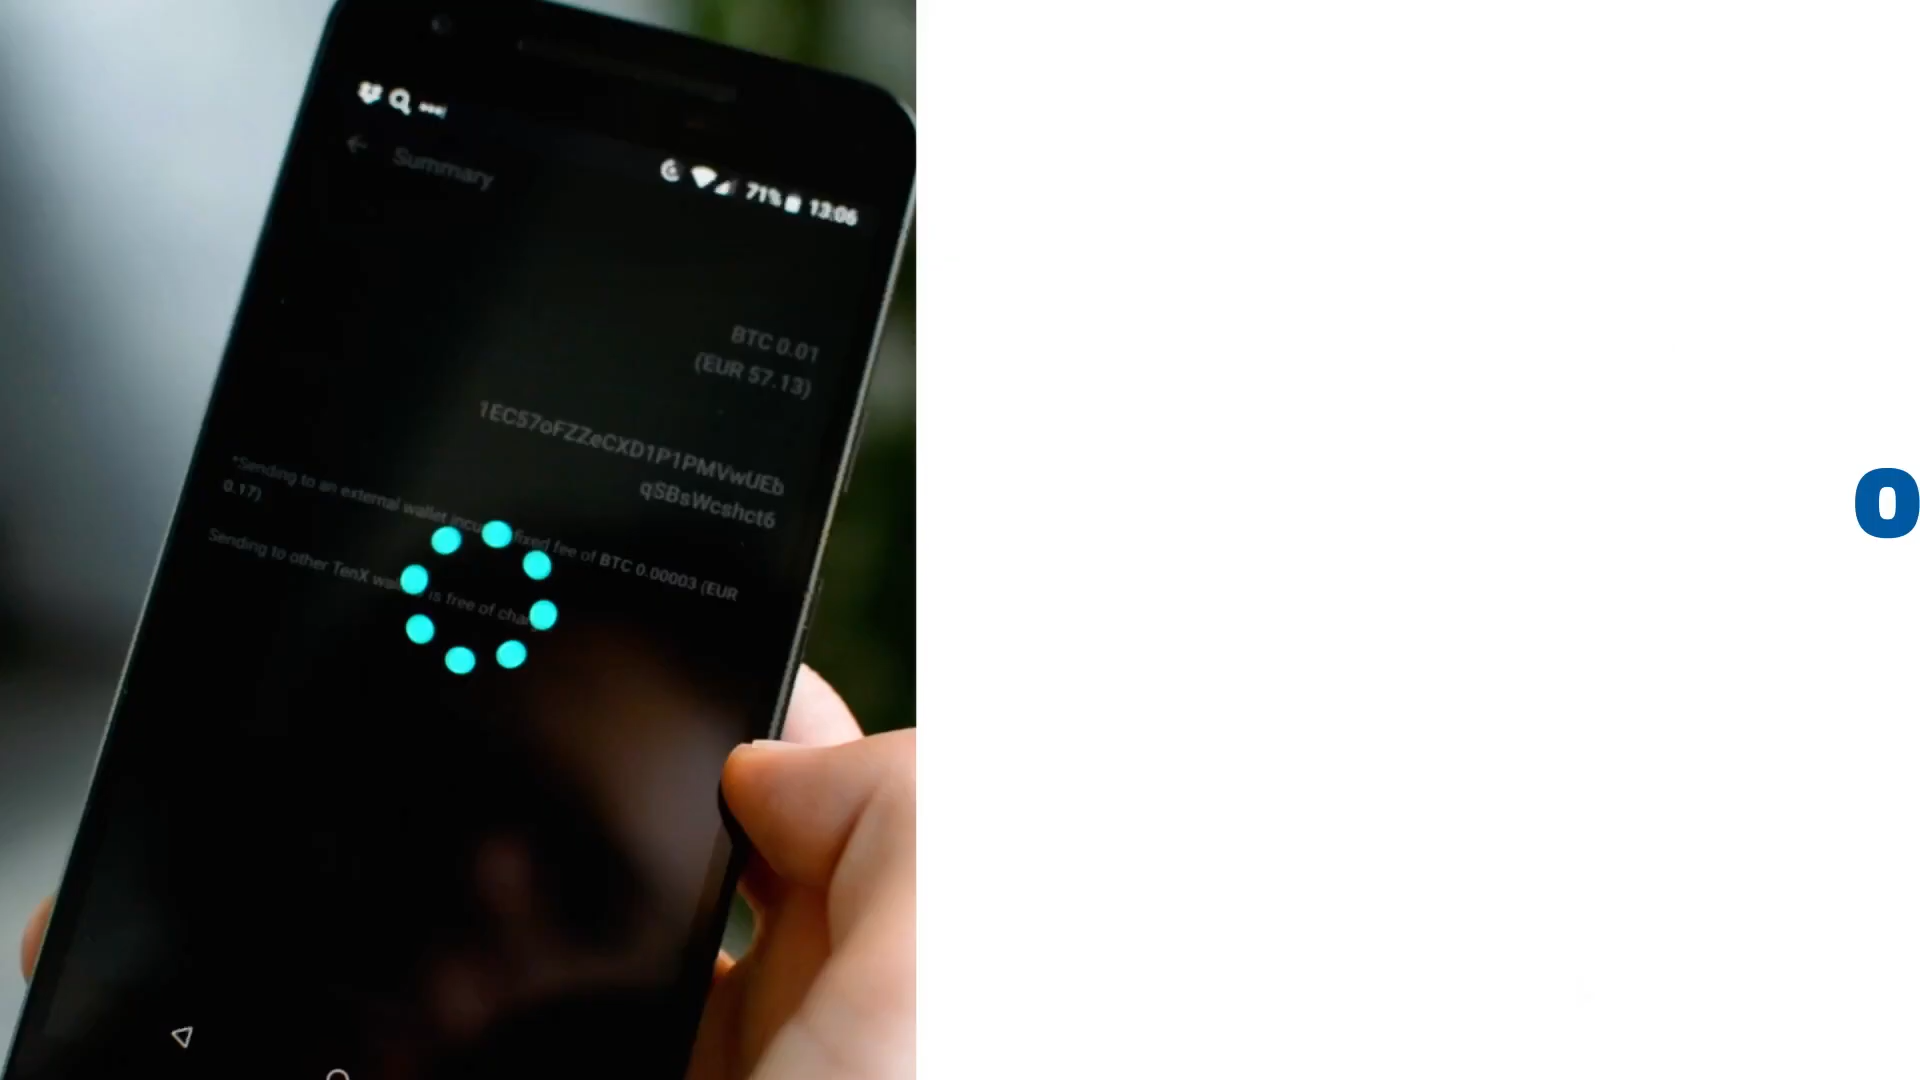 71% 13:06
Summary
BTC 0.01
(EUR 57.13)
1EC57oFZZeCXD1P1PMVwUEb
qSBsWcshct6
*Sending to an external wallet fixed fee of BTC 0.00003 (EUR
0.17)
Sending to other TenX is free of
O